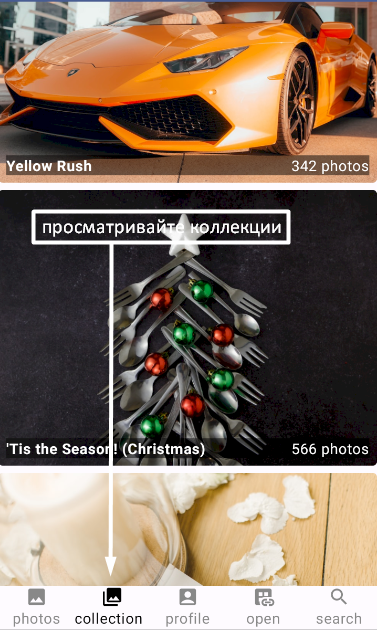 Yellow Rush 342 photos
просматривайте коллекции
'Tis the Season! (Christmas) 566 photos
photos collection profile open search